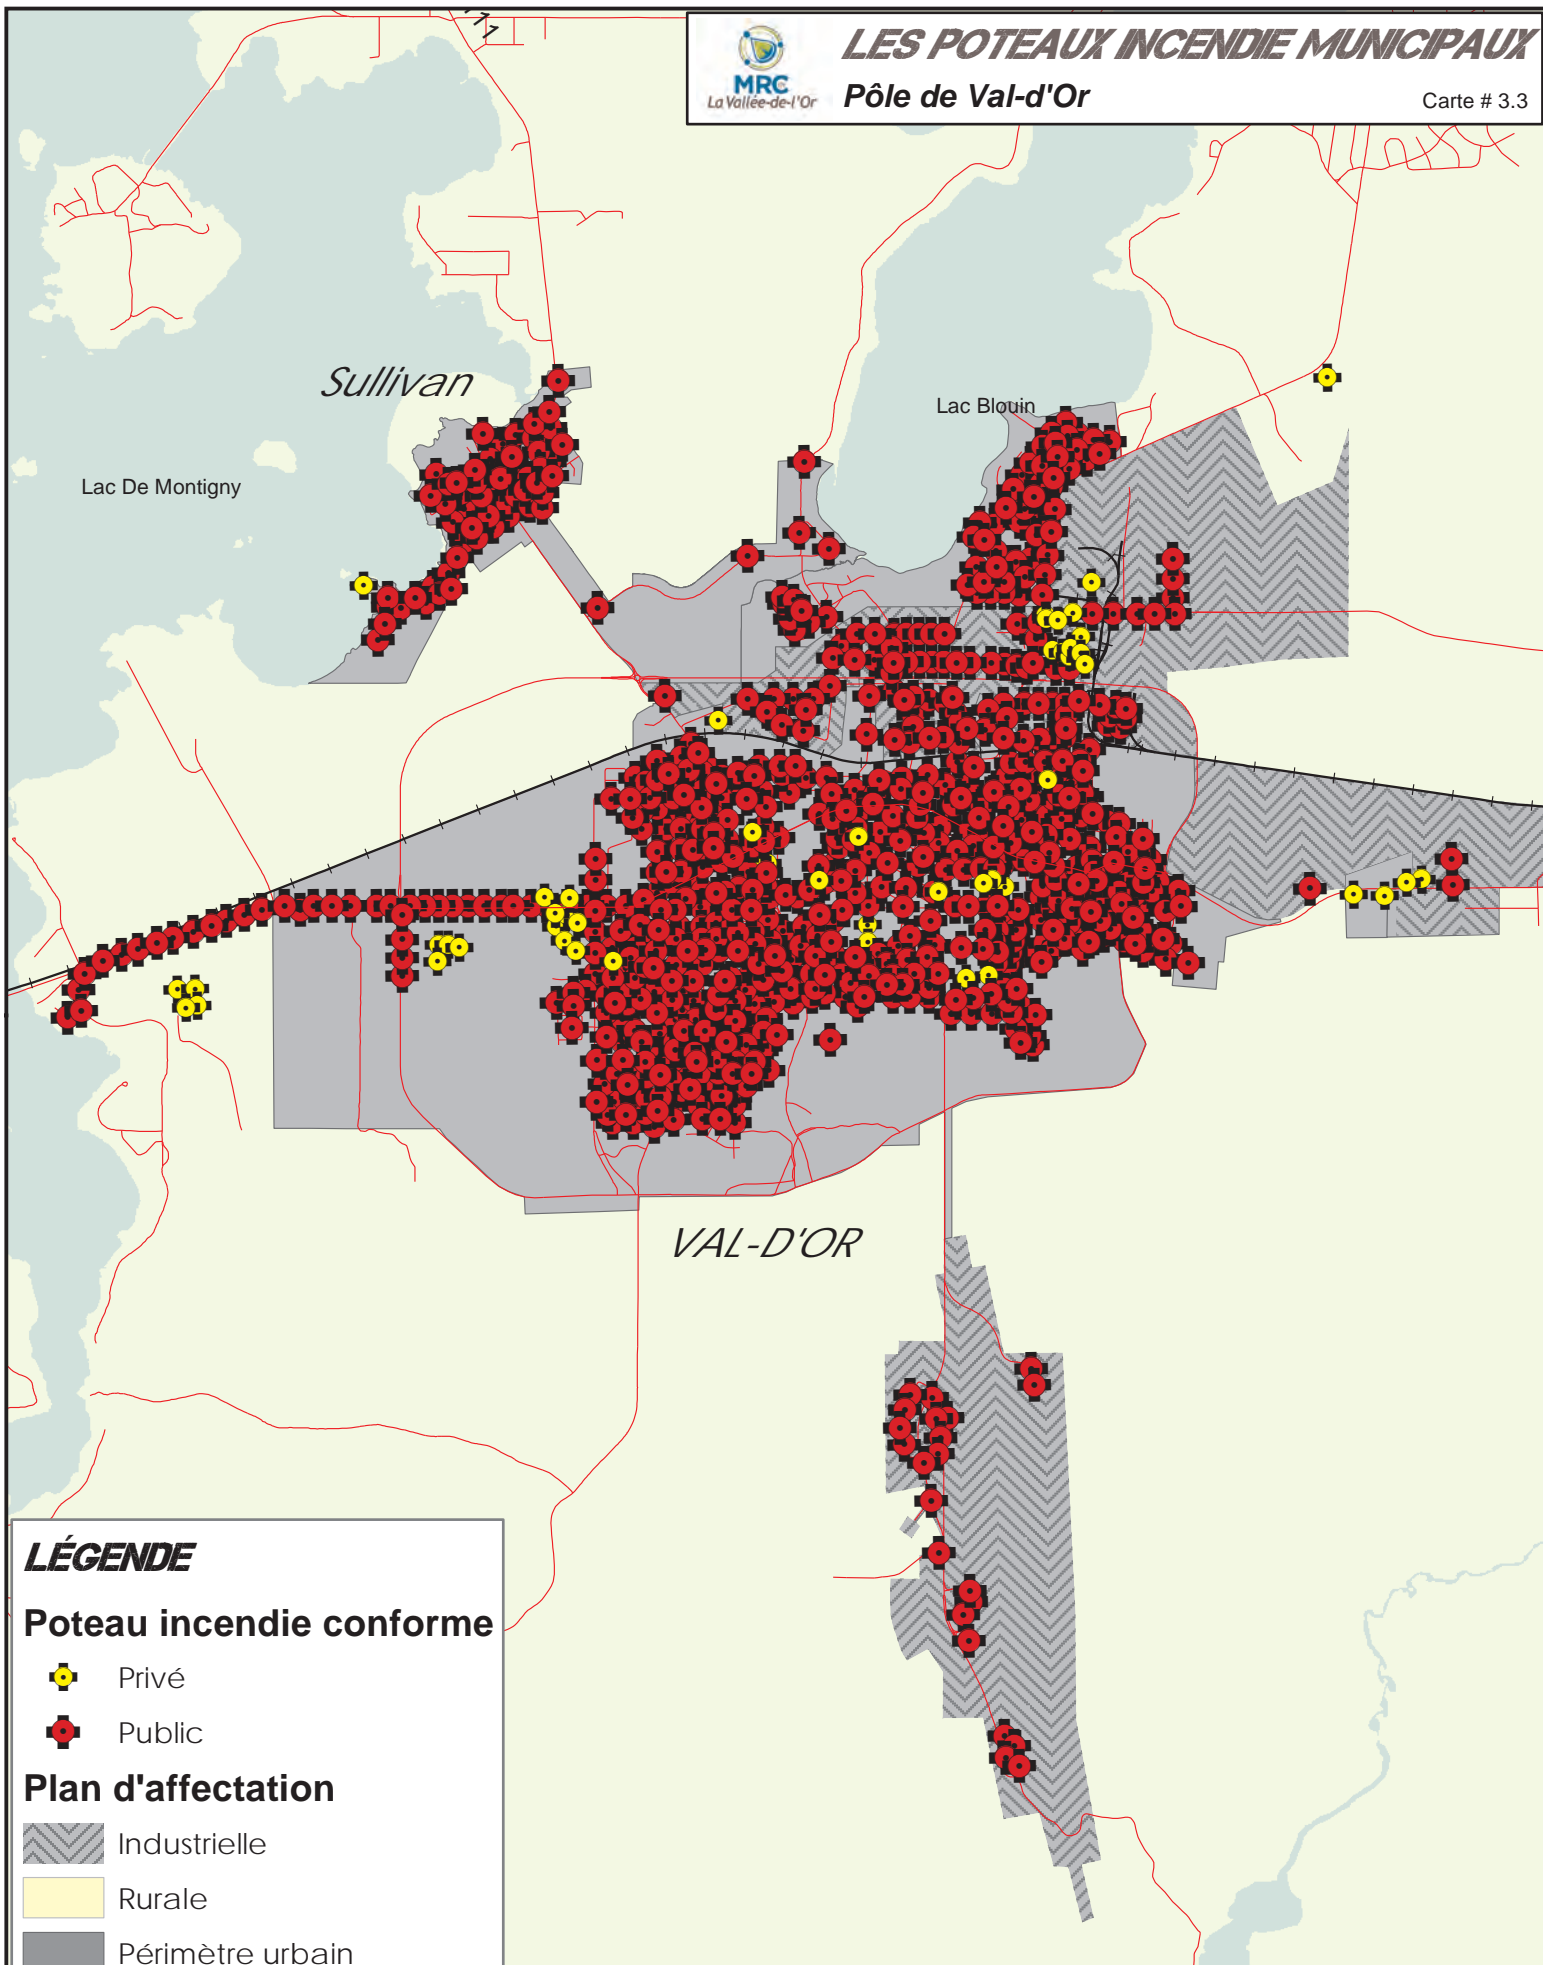 111
MRC
La Vallée-de-l'Or
LES POTEAUX INCENDIE MUNICIPAUX
Pôle de Val-d'Or
Carte # 3.3
Sullivan
Lac Blouin
Lac De Montigny
VAL-D'OR
LÉGENDE
Poteau incendie conforme
Privé
Public
Plan d'affectation
Industrielle
Rurale
Périmètre urbain